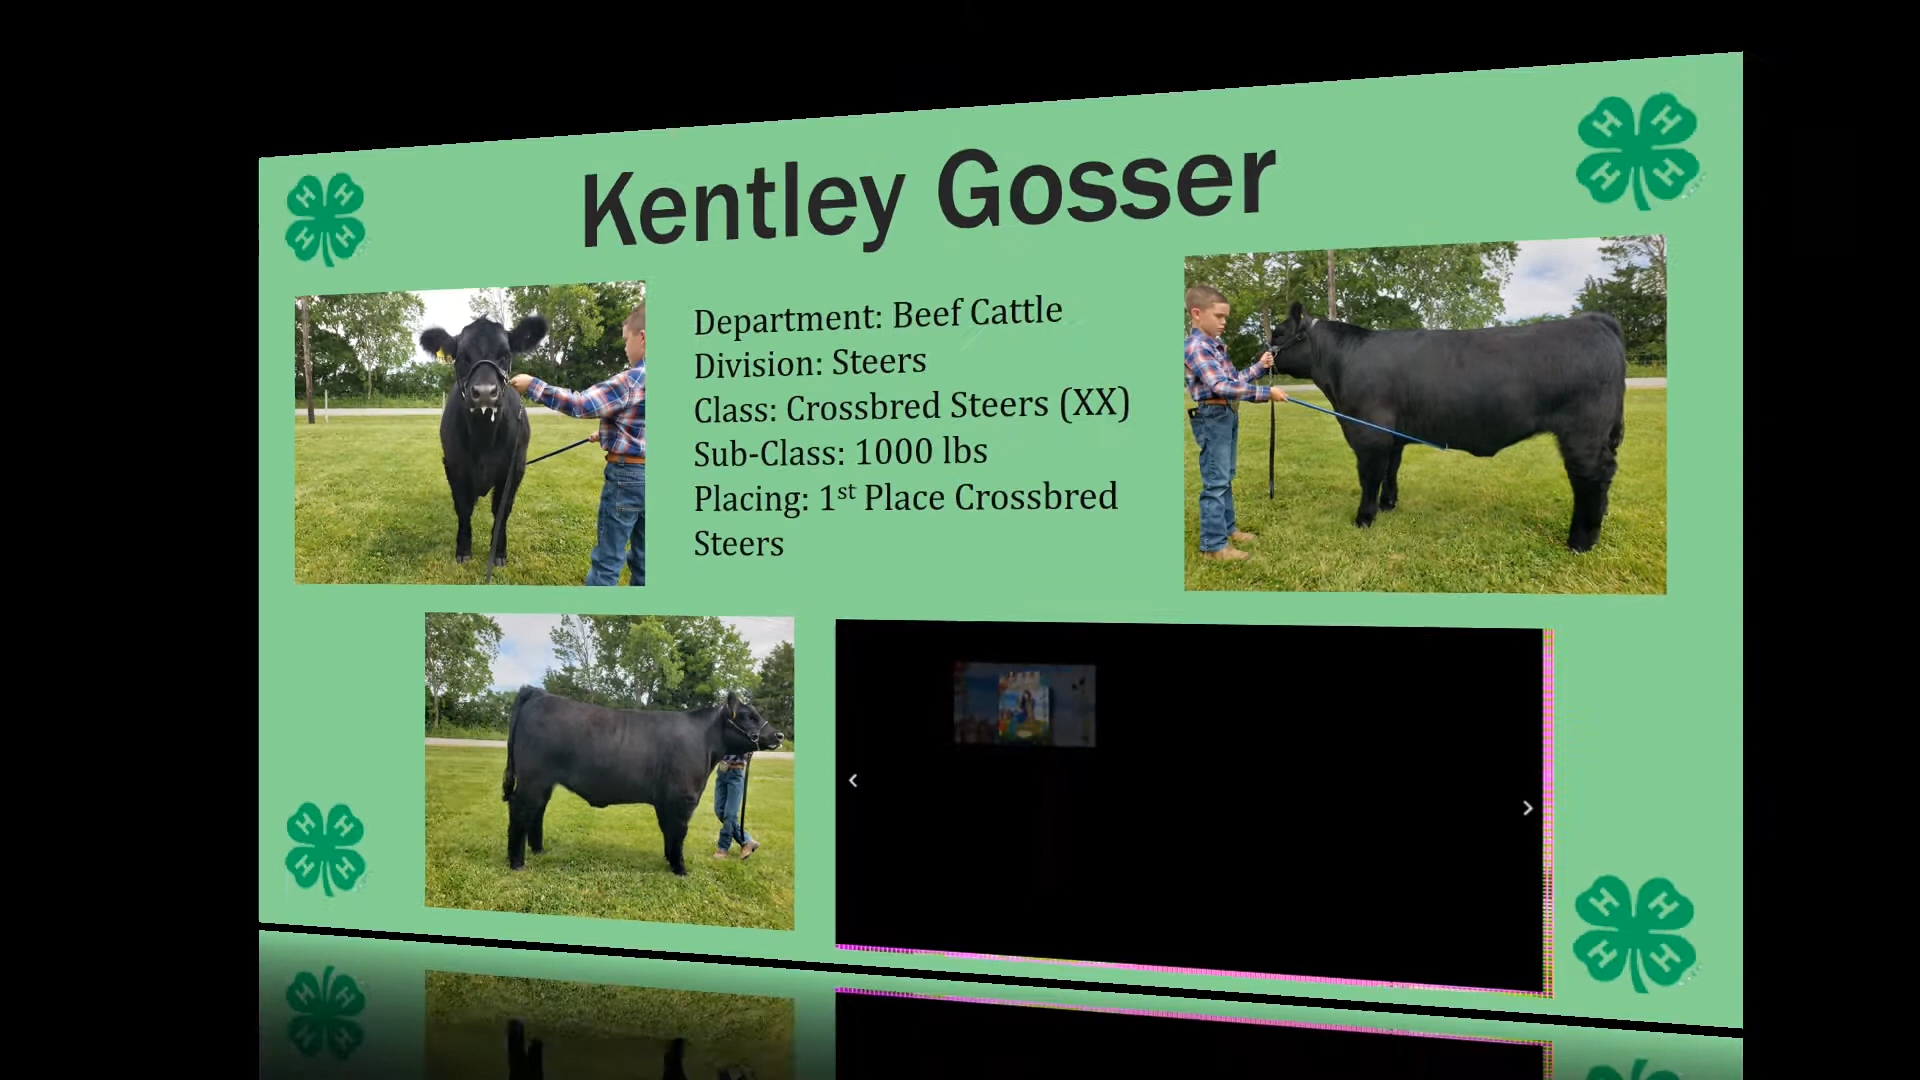 Kentley Gosser
Department: Beef Cattle
Division: Steers
Class: Crossbred Steers (XX)
Sub-Class: 1000 lbs
Placing: 1st Place Crossbred
Steers
H H H H
H H H H
H H H H
H H H H